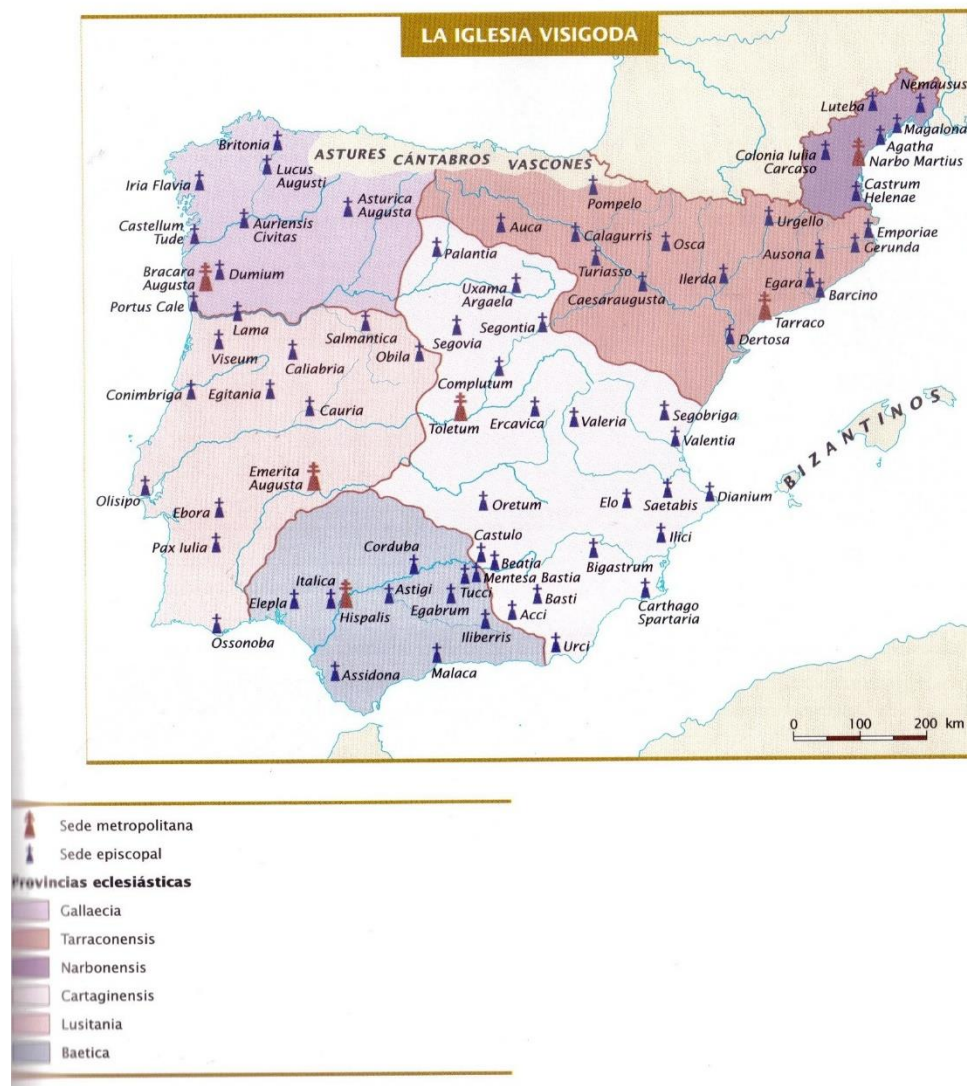 LA IGLESIA VISIGODA
Nemausus
Luteba
Magalona
Agatha
Colonia Iulia
Carcaso
Narbo Martius
Castrum
Helenae
Britonia
ASTURES
CÁNTABROS
VASCONES
Lucus
Augusti
Iria Flavia
Asturica
Augusta
Pompelo
Urgello
Emporiae
Gerunda
Castellum
Tude
Auriensis
Civitas
Auca
Calagurris
Osca
Ausona
Palantia
Turiasso
Bracara
Augusta
Dumium
Uxama
Argaela
Caesaraugusta
Ilerda
Egara
Barcino
Portus Cale
Lama
Salmantica
Segovia
Segontia
Tarraco
Dertosa
Viseum
Caliabria
Obila
Complutum
Conimbriga
Egitania
Cauria
Toletum
Ercavica
Valeria
Segobriga
Valentia
BIZANTINOS
Emerita
Augusta
Olisipo
Ebora
Oretum
Elo
Saetabis
Dianium
Pax Iulia
Castulo
Corduba
Beatia
Bigastrum
Ilici
Italica
Mentesa Bastia
Elepla
Hispalis
Astigi
Egabrum
Tucci
Basti
Carthago
Spartaria
Acci
Iliberris
Ossonoba
Urci
Malaca
Assidona
0 100 200 km
Sede metropolitana
Sede episcopal
Provincias eclesiásticas
Gallaecia
Tarraconensis
Narbonensis
Cartaginensis
Lusitania
Baetica